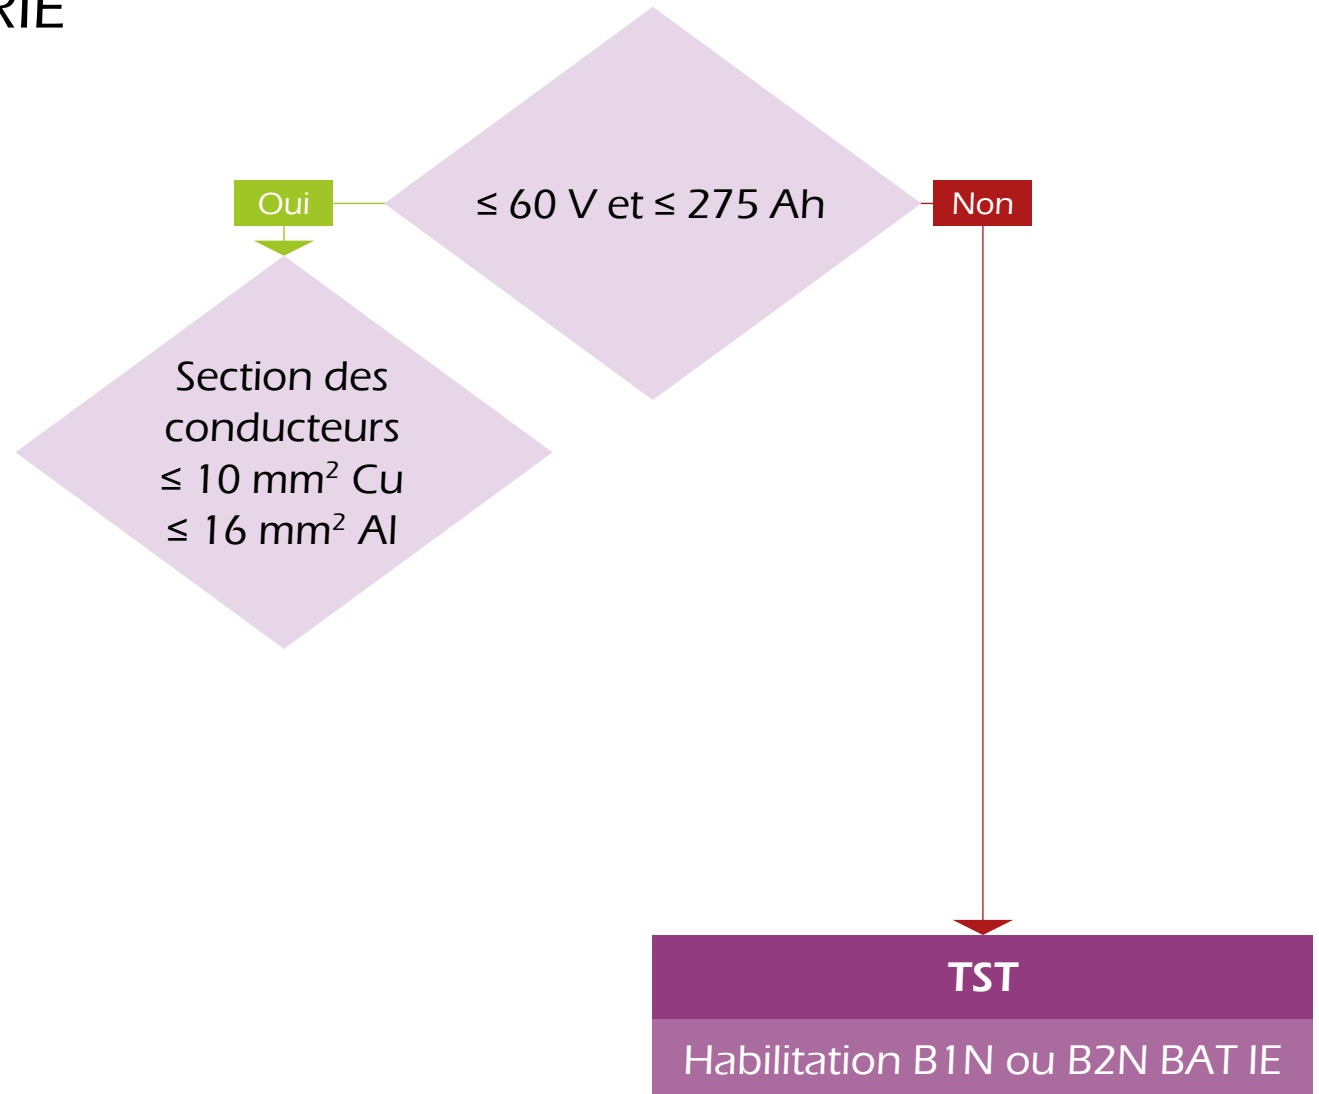 ≤ 60 V et ≤ 275 Ah
Oui
Non
Section des
conducteurs
≤ 10 mm² Cu
≤ 16 mm² Al
TST
Habilitation B1N ou B2N BAT IE